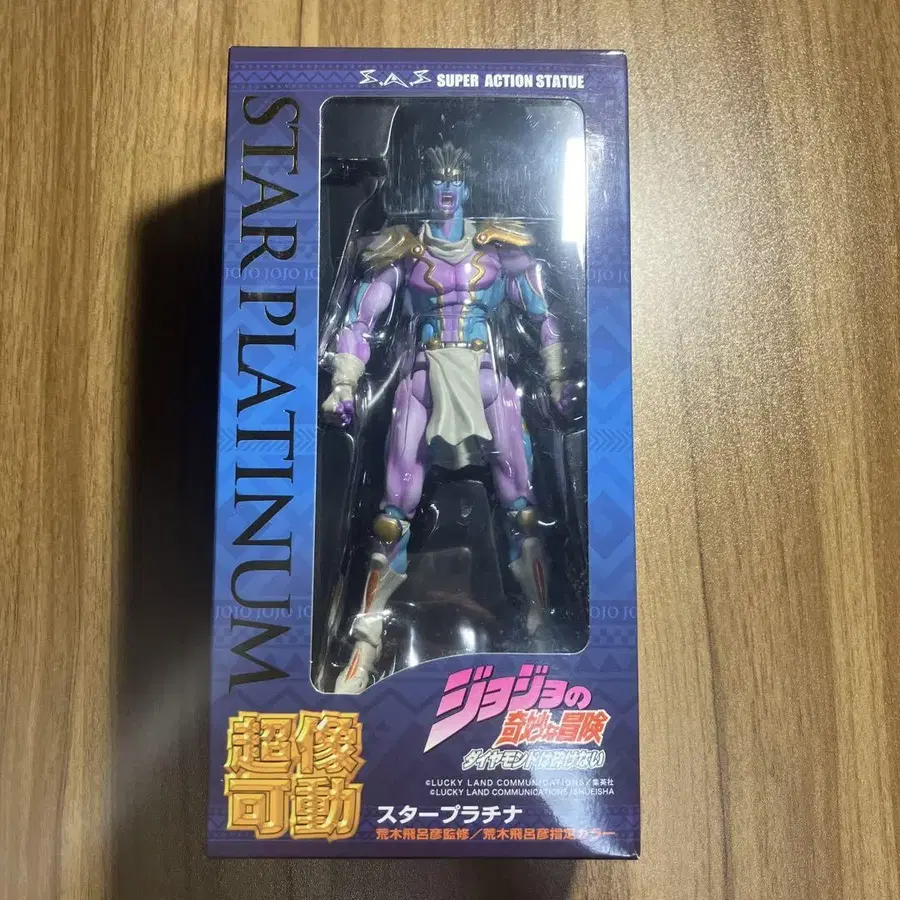 S.A.S SUPER ACTION STATUE
STAR PLATINUM
JOJO JOJO JOJO
JOJO JOJO JO
超像
可動
ジョジョの
奇妙な冒険
ダイヤモンドは砕けない
©LUCKY LAND COMMUNICATIONS/集英社
©LUCKY LAND COMMUNICATIONS/SHUEISHA
スタープラチナ
荒木飛呂彦監修/荒木飛呂彦指定カラー